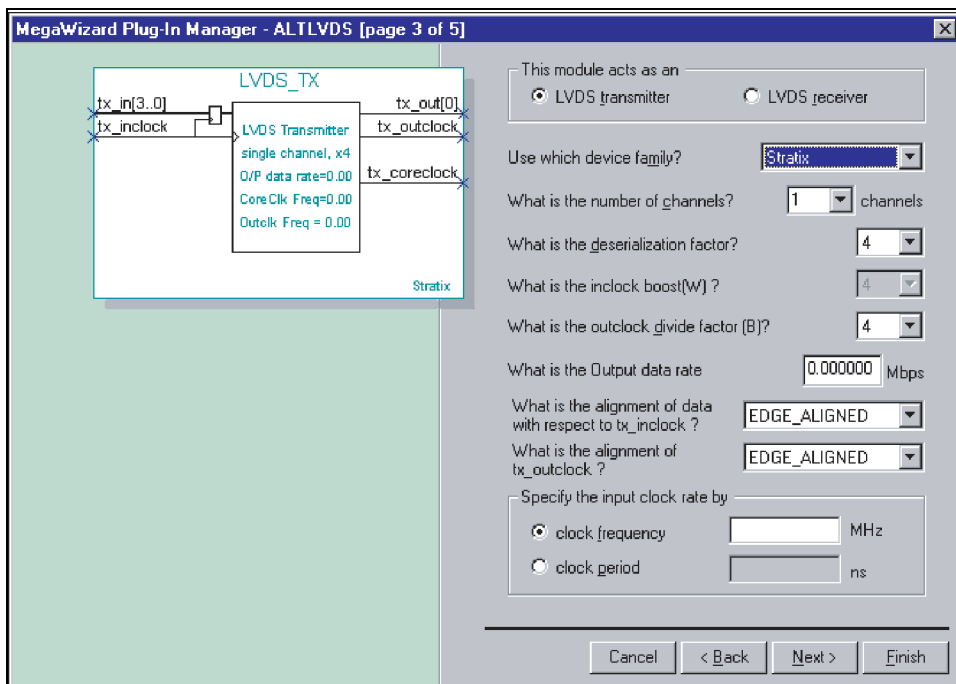 MegaWizard Plug-In Manager - ALTLVDS [page 3 of 5]
LVDS_TX
tx_in[3..0]
tx_inclock
tx_out[0]
tx_outclock
tx_coreclock
LVDS Transmitter
single channel, x4
O/P data rate=0.00
CoreClk Freq=0.00
Outclk Freq = 0.00
Stratix
This module acts as an
LVDS transmitter
LVDS receiver
Use which device family?
Stratix
What is the number of channels?
1
channels
What is the deserialization factor?
4
What is the inclock boost(W) ?
4
What is the outclock divide factor (B)?
4
What is the Output data rate
0.000000
Mbps
What is the alignment of data
with respect to tx_inclock ?
EDGE_ALIGNED
What is the alignment of
tx_outclock ?
EDGE_ALIGNED
Specify the input clock rate by
clock frequency
MHz
clock period
ns
Cancel
< Back
Next >
Finish